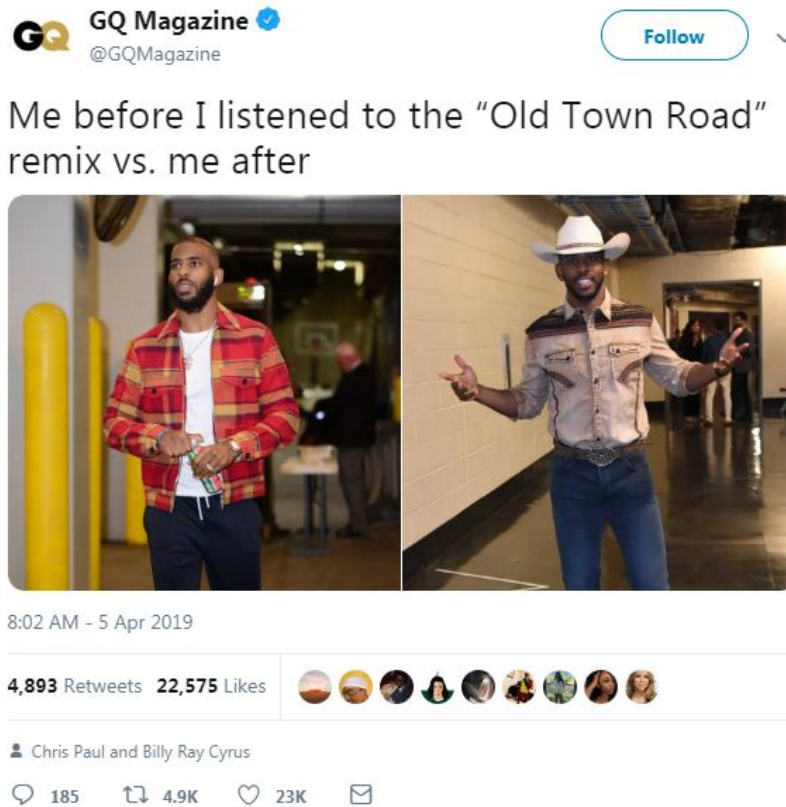 GQ
GQ Magazine
@GQMagazine
Follow
Me before I listened to the “Old Town Road”
remix vs. me after
8:02 AM - 5 Apr 2019
4,893 Retweets 22,575 Likes
Chris Paul and Billy Ray Cyrus
185 4.9K 23K